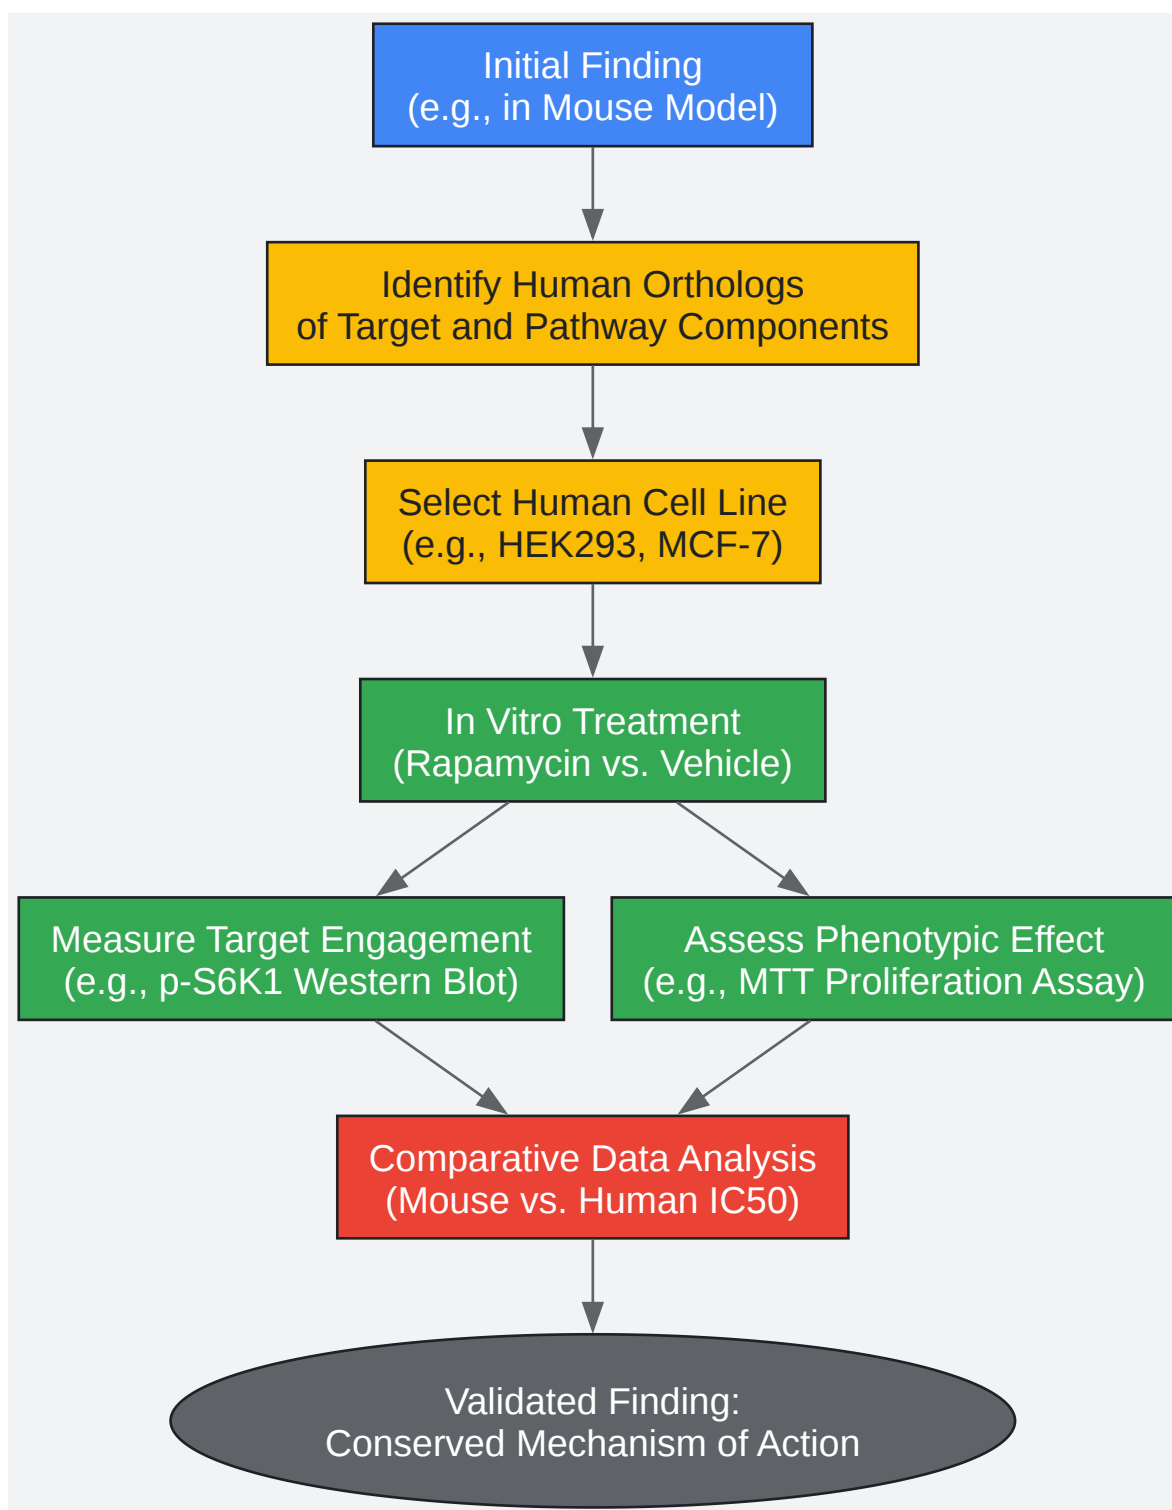 Initial Finding
(e.g., in Mouse Model)
Identify Human Orthologs
of Target and Pathway Components
Select Human Cell Line
(e.g., HEK293, MCF-7)
In Vitro Treatment
(Rapamycin vs. Vehicle)
Measure Target Engagement
(e.g., p-S6K1 Western Blot)
Assess Phenotypic Effect
(e.g., MTT Proliferation Assay)
Comparative Data Analysis
(Mouse vs. Human IC50)
Validated Finding:
Conserved Mechanism of Action